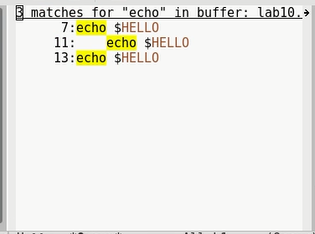 3 matches for "echo" in buffer: lab10.
7:echo $HELLO
11:    echo $HELLO
13:echo $HELLO